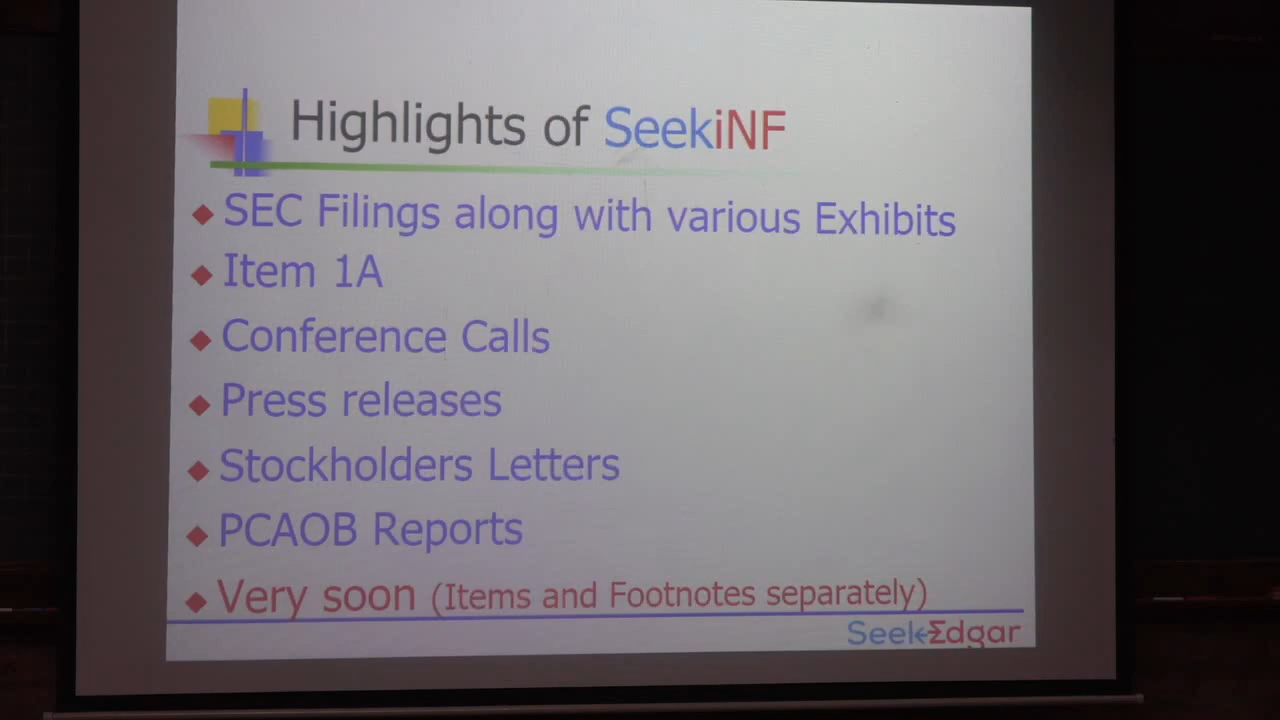 Highlights of SeekiNF
SEC Filings along with various Exhibits
Item 1A
Conference Calls
Press releases
Stockholders Letters
PCAOB Reports
Very soon (Items and Footnotes separately)
SeekEdgar